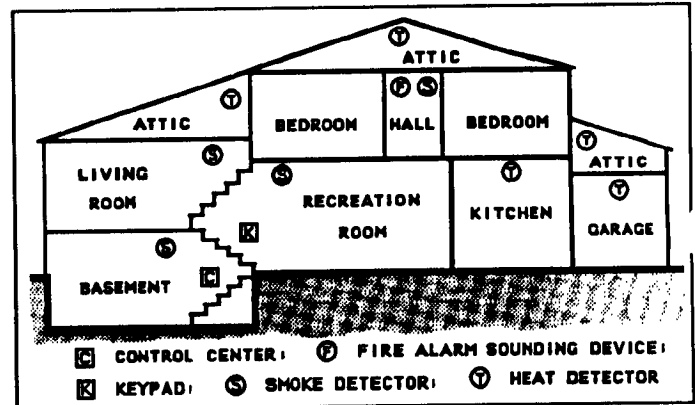 T
ATTIC
T
ATTIC
BEDROOM
F S
HALL
BEDROOM
T
ATTIC
LIVING
ROOM
S
S
RECREATION
ROOM
T
KITCHEN
T
GARAGE
K
S
BASEMENT
C
C CONTROL CENTER; F FIRE ALARM SOUNDING DEVICE;
K KEYPAD; S SMOKE DETECTOR; T HEAT DETECTOR